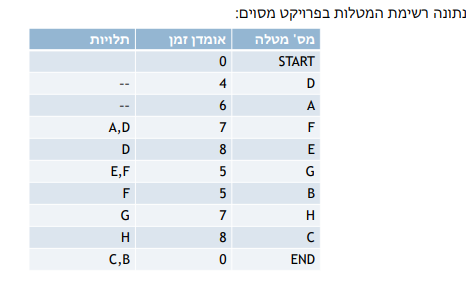 נתונה רשימת המטלות בפרויקט מסוים:
מס' מטלה אומדן זמן תלויות
START 0
D 4 --
A 6 --
F 7 A,D
E 8 D
G 5 E,F
B 5 F
H 7 G
C 8 H
END 0 C,B